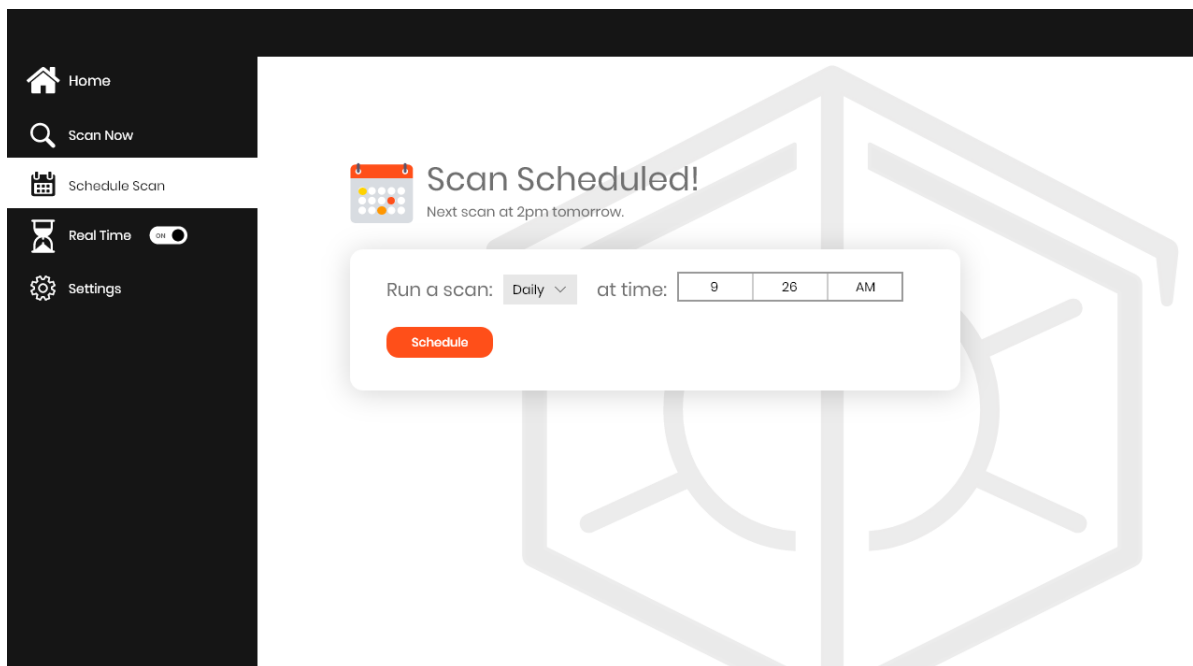 Home
Scan Now
Schedule Scan
Real Time ON
Settings
Scan Scheduled!
Next scan at 2pm tomorrow.
Run a scan: Daily at time: 9 26 AM
Schedule